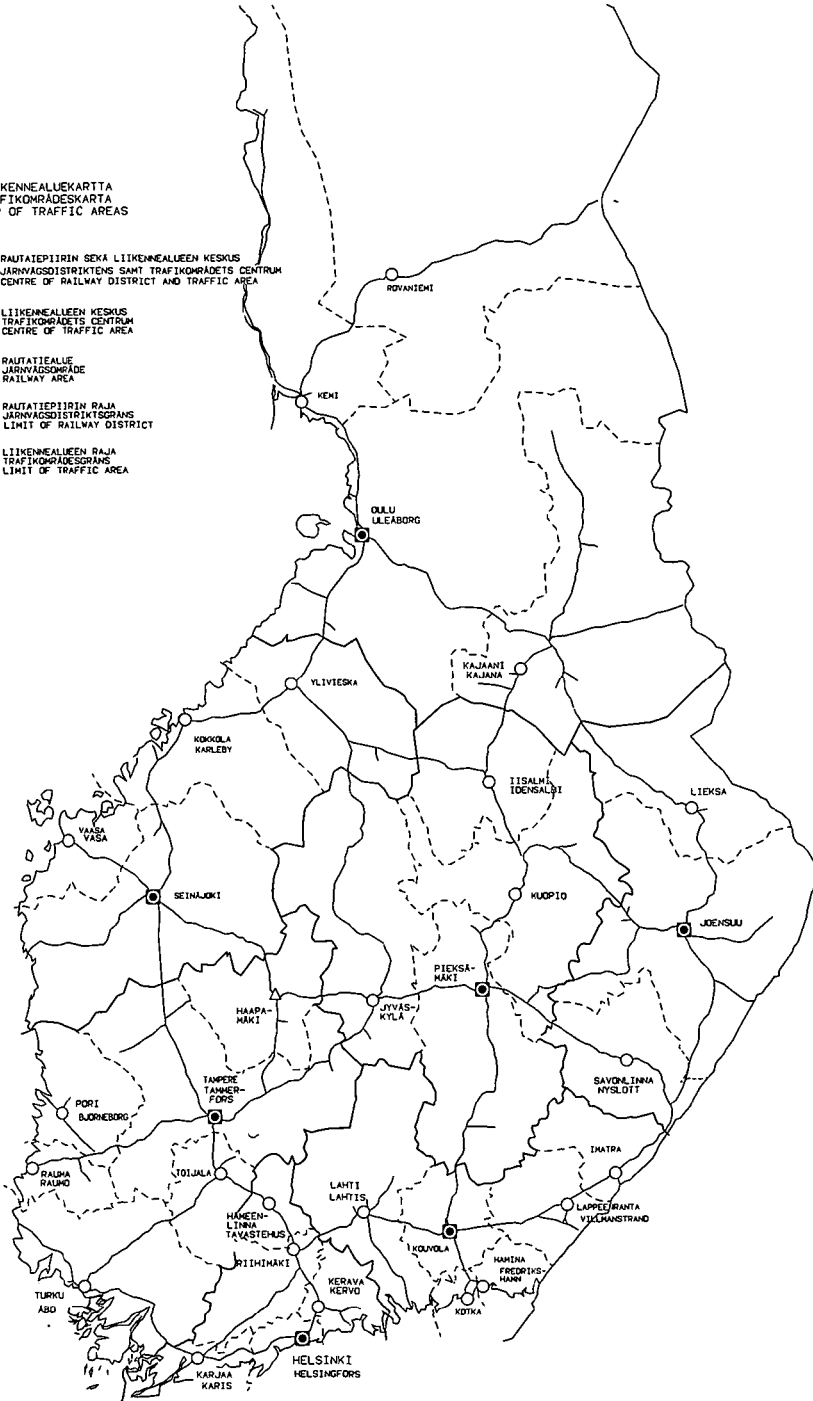 KENNEALUEKARTTA
FIKOMRÅDESKARTA
OF TRAFFIC AREAS
RAUTAIEPIIRIN SEKÄ LIIKENNEALUEEN KESKUS
JÄRNVÄGSDISTRIKTENS SAMT TRAFIKOMRÅDETS CENTRUM
CENTRE OF RAILWAY DISTRICT AND TRAFFIC AREA
LIIKENNEALUEEN KESKUS
TRAFIKOMRÅDETS CENTRUM
CENTRE OF TRAFFIC AREA
RAUTATIEALUE
JÄRNVÄGSOMRÅDE
RAILWAY AREA
RAUTATIEPIIRIN RAJA
JÄRNVÄGSDISTRIKTSGRÄNS
LIMIT OF RAILWAY DISTRICT
LIIKENNEALUEEN RAJA
TRAFIKOMRÅDESGRÄNS
LIMIT OF TRAFFIC AREA
ROVANIEMI
KEMI
OULU
ULEÅBORG
KAJAANI
KAJANA
YLIVIESKA
KOKKOLA
KARLEBY
IISALMI
IDENSALMI
LIEKSA
VAASA
VASA
SEINÄJOKI
KUOPIO
JOENSUU
PIEKSÄ-
MÄKI
HAAPA-
MÄKI
JYVÄS-
KYLÄ
SAVONLINNA
NYSLOTT
TAMPERE
TAMMER-
FORS
PORI
BJÖRNEBORG
IMATRA
RAUMA
RAUMO
TOIJALA
LAHTI
LAHTIS
HÄMEEN-
LINNA
TAVASTEHUS
LAPPEENRANTA
VILLMANSTRAND
KOUVOLA
RIIHIMÄKI
HAMINA
FREDRIKS-
HAMN
KERAVA
KERVO
KOTKA
TURKU
ÅBO
HELSINKI
HELSINGFORS
KARJAA
KARIS